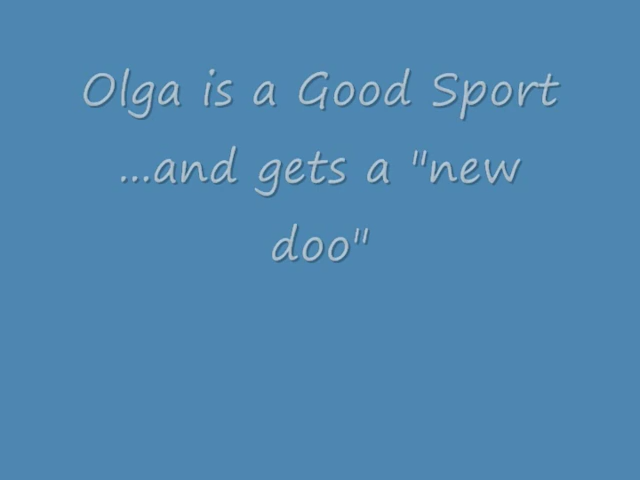 Olga is a Good Sport
...and gets a "new
doo"